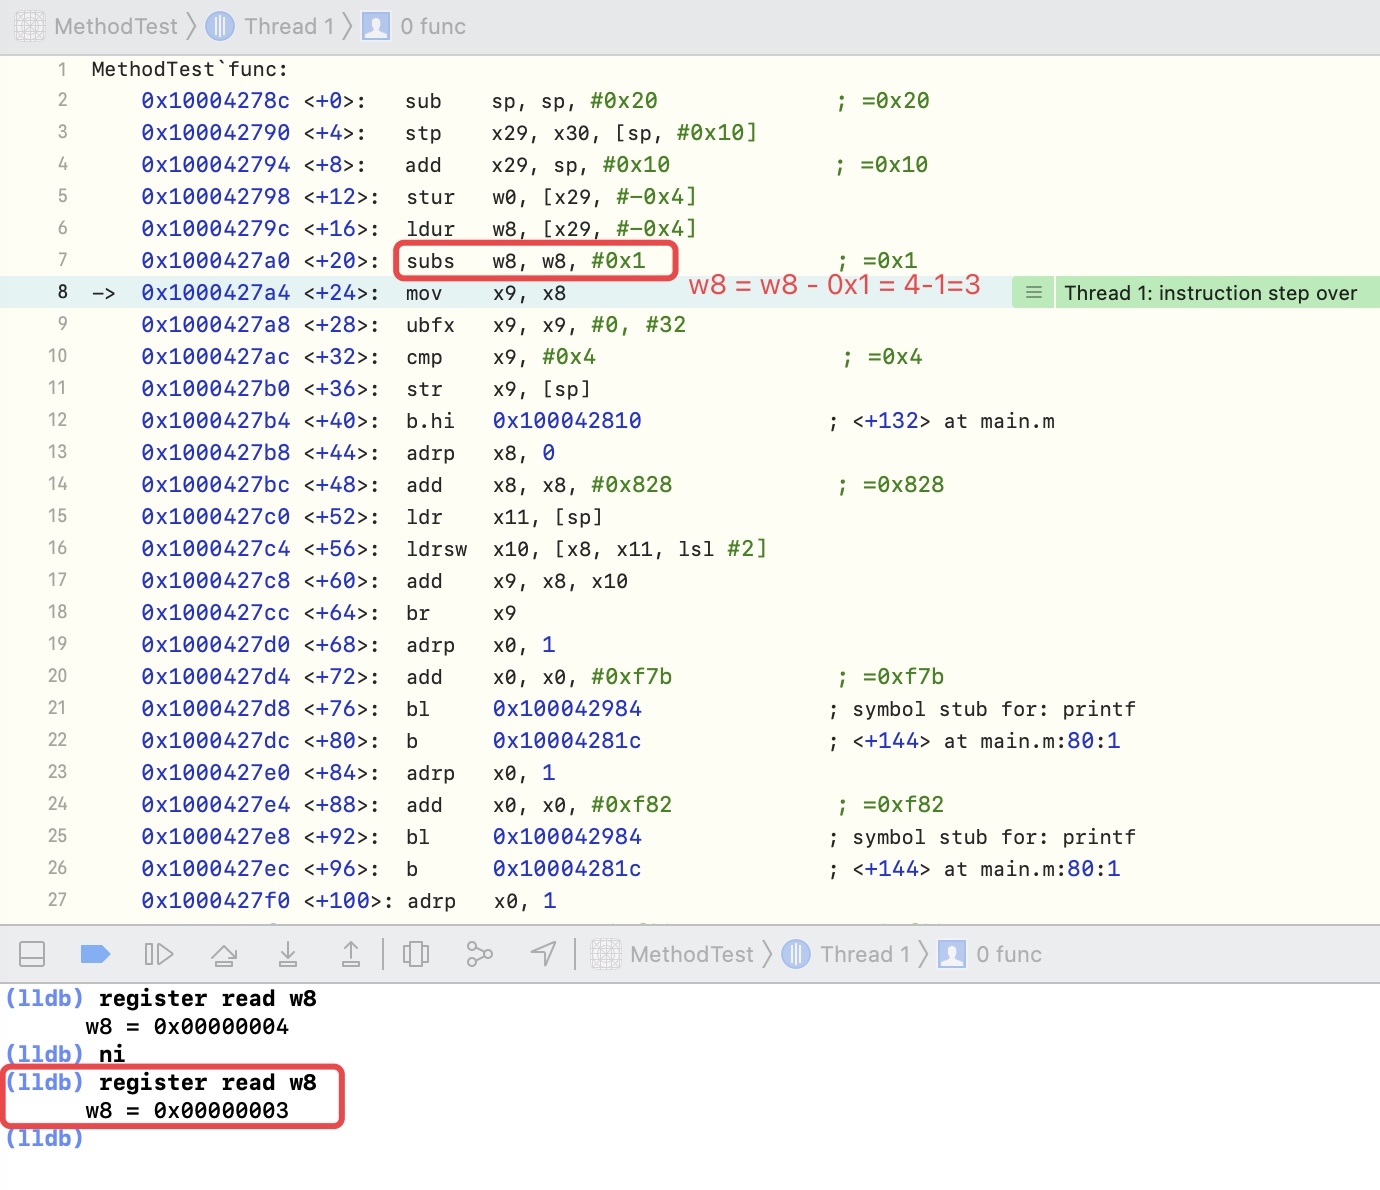 MethodTest 〉 Thread 1 〉 0 func
1 MethodTest`func:
2 0x10004278c <+0>: sub sp, sp, #0x20 ; =0x20
3 0x100042790 <+4>: stp x29, x30, [sp, #0x10]
4 0x100042794 <+8>: add x29, sp, #0x10 ; =0x10
5 0x100042798 <+12>: stur w0, [x29, #-0x4]
6 0x10004279c <+16>: ldur w8, [x29, #-0x4]
7 0x1000427a0 <+20>: subs w8, w8, #0x1 ; =0x1
w8 = w8 - 0x1 = 4-1=3
8 -> 0x1000427a4 <+24>: mov x9, x8 Thread 1: instruction step over
9 0x1000427a8 <+28>: ubfx x9, x9, #0, #32
10 0x1000427ac <+32>: cmp x9, #0x4 ; =0x4
11 0x1000427b0 <+36>: str x9, [sp]
12 0x1000427b4 <+40>: b.hi 0x100042810 ; <+132> at main.m
13 0x1000427b8 <+44>: adrp x8, 0
14 0x1000427bc <+48>: add x8, x8, #0x828 ; =0x828
15 0x1000427c0 <+52>: ldr x11, [sp]
16 0x1000427c4 <+56>: ldrsw x10, [x8, x11, lsl #2]
17 0x1000427c8 <+60>: add x9, x8, x10
18 0x1000427cc <+64>: br x9
19 0x1000427d0 <+68>: adrp x0, 1
20 0x1000427d4 <+72>: add x0, x0, #0xf7b ; =0xf7b
21 0x1000427d8 <+76>: bl 0x100042984 ; symbol stub for: printf
22 0x1000427dc <+80>: b 0x10004281c ; <+144> at main.m:80:1
23 0x1000427e0 <+84>: adrp x0, 1
24 0x1000427e4 <+88>: add x0, x0, #0xf82 ; =0xf82
25 0x1000427e8 <+92>: bl 0x100042984 ; symbol stub for: printf
26 0x1000427ec <+96>: b 0x10004281c ; <+144> at main.m:80:1
27 0x1000427f0 <+100>: adrp x0, 1
MethodTest 〉 Thread 1 〉 0 func
(lldb) register read w8
w8 = 0x00000004
(lldb) ni
(lldb) register read w8
w8 = 0x00000003
(lldb)